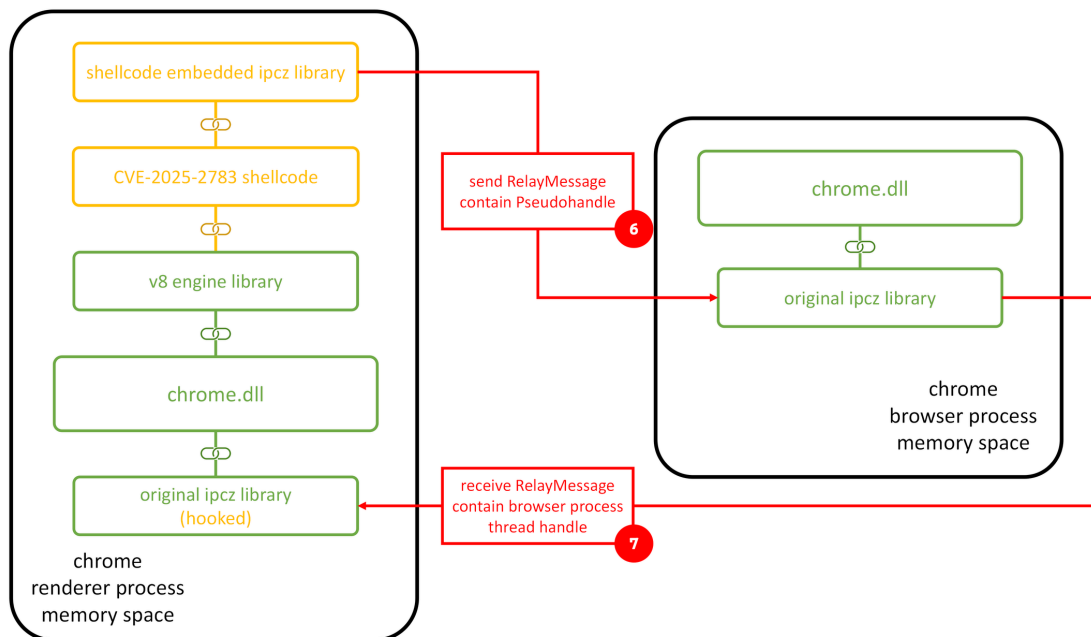 shellcode embedded ipcz library
CVE-2025-2783 shellcode
v8 engine library
chrome.dll
original ipcz library
(hooked)
chrome
renderer process
memory space
send RelayMessage
contain Pseudohandle
6
receive RelayMessage
contain browser process
thread handle
7
chrome.dll
original ipcz library
chrome
browser process
memory space